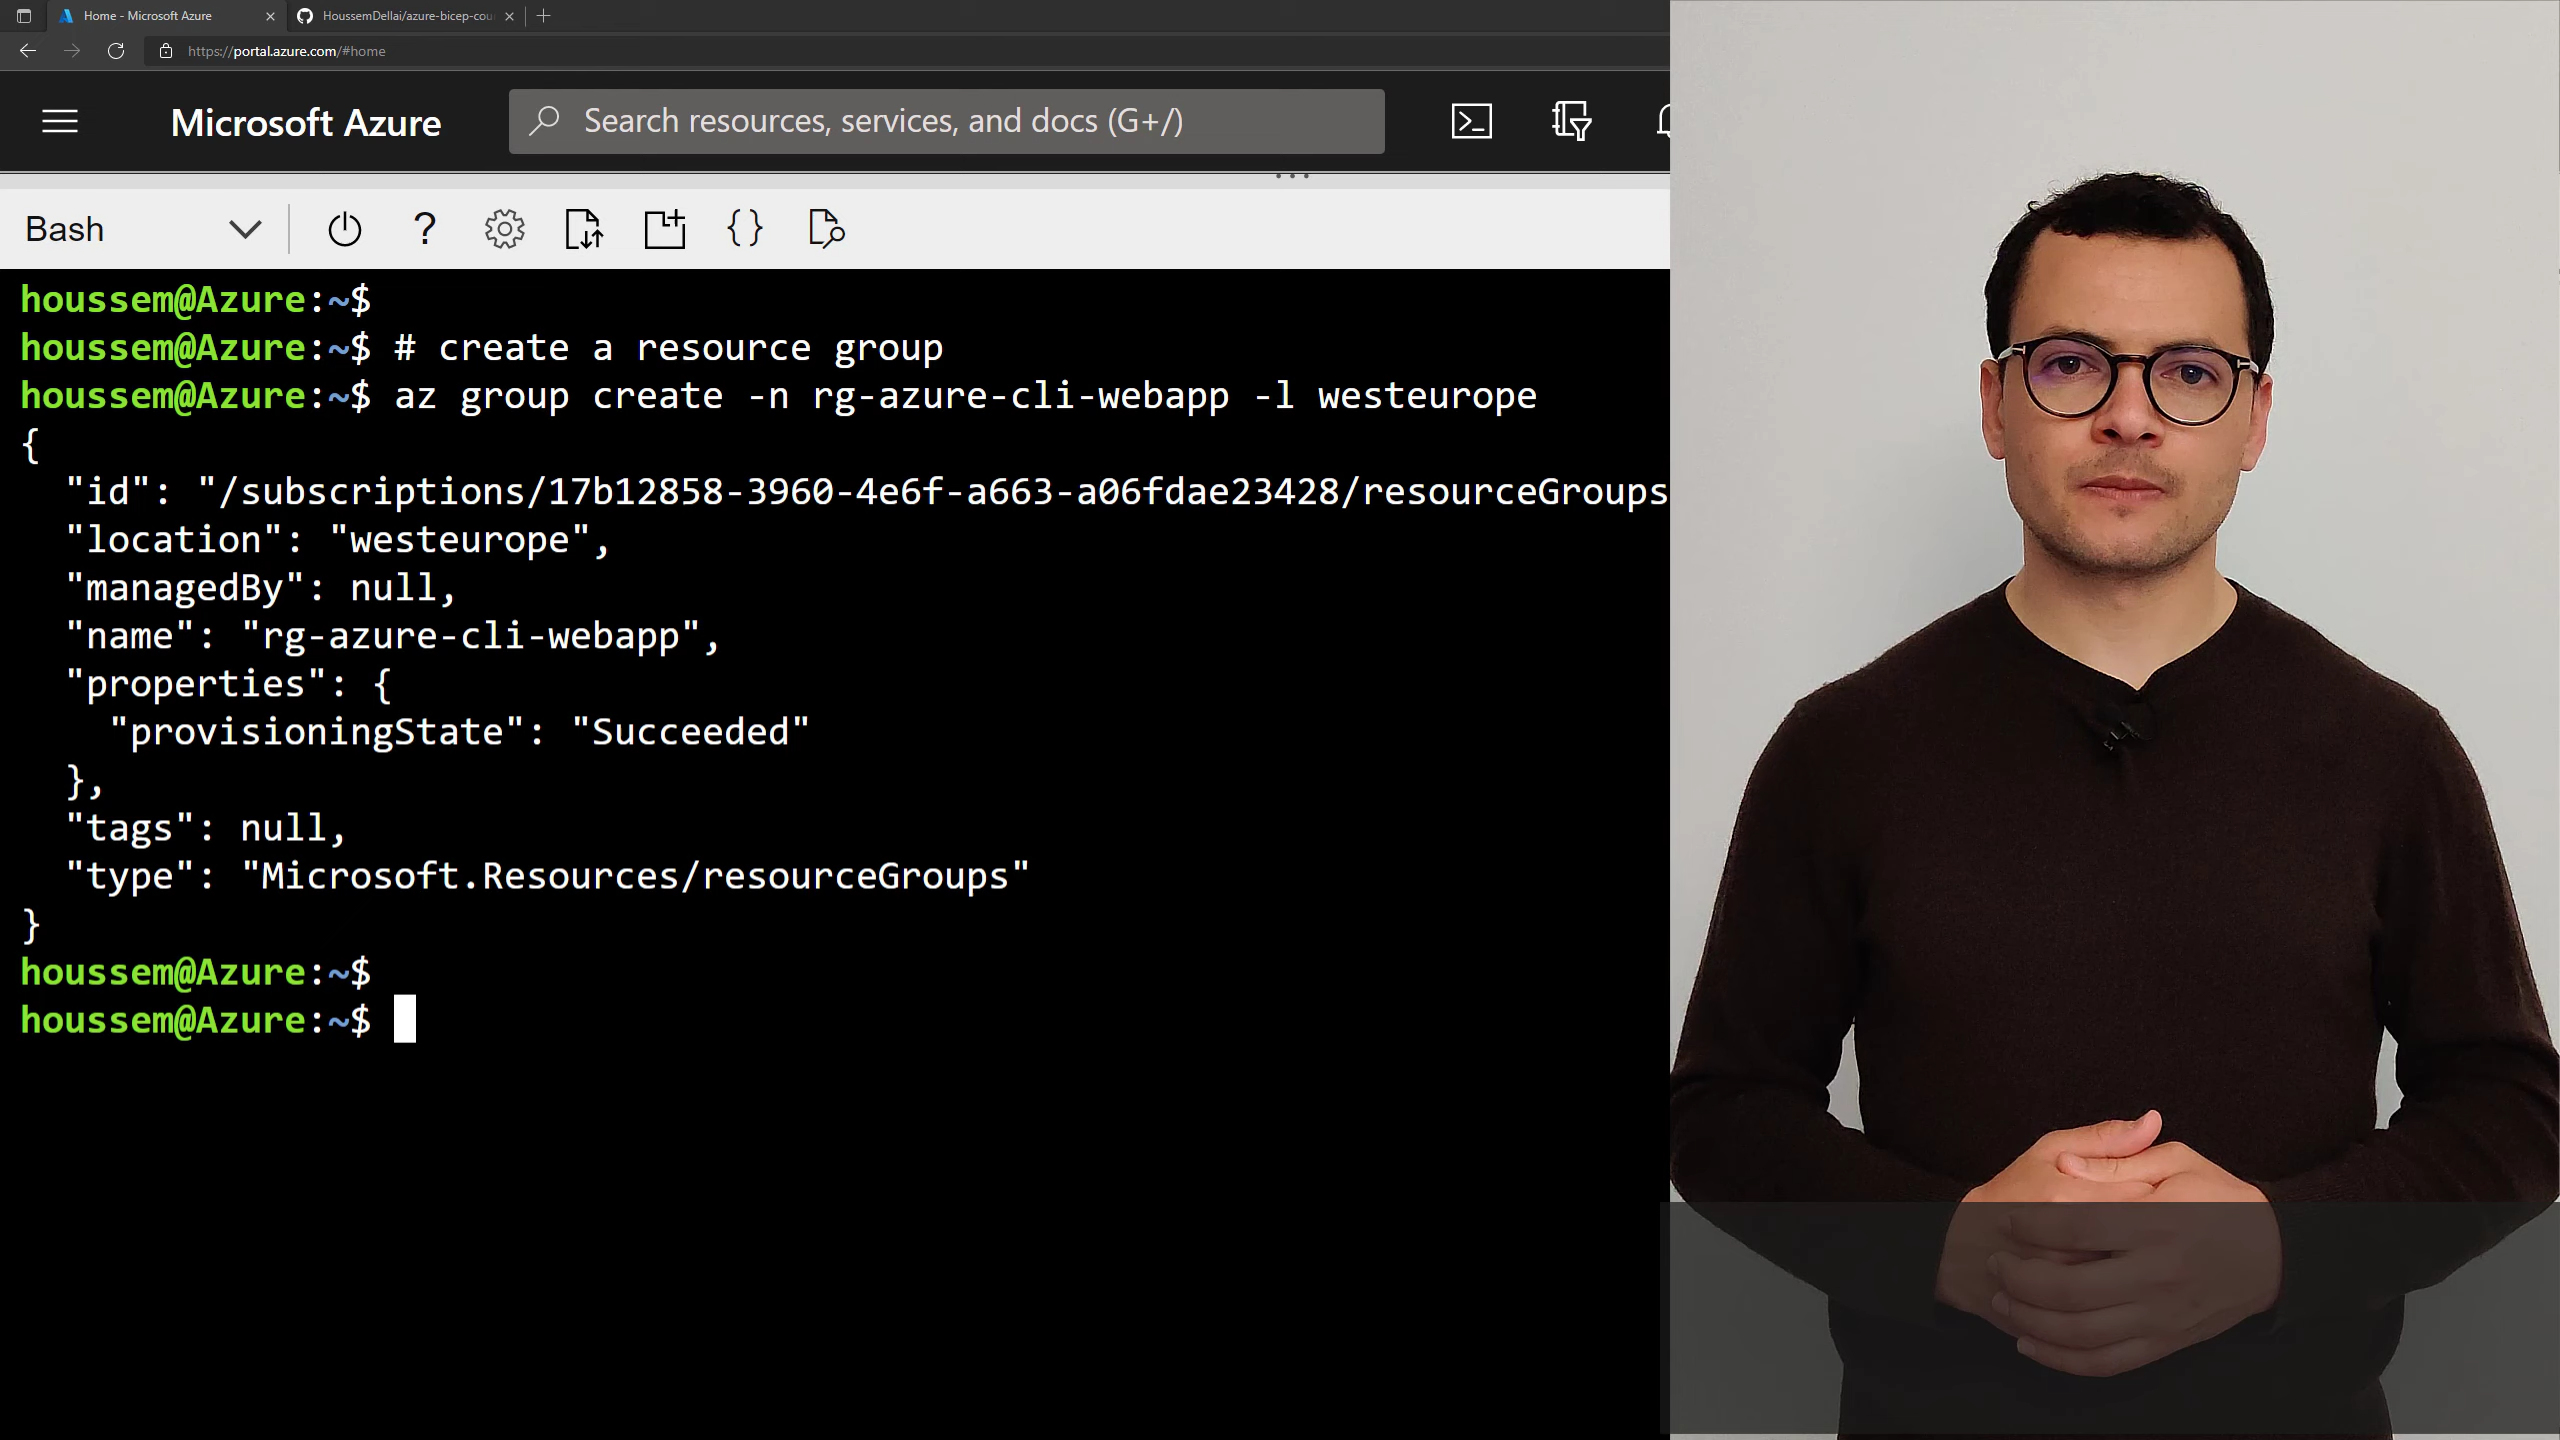 Home - Microsoft Azure
HoussemDellai/azure-bicep-cou
https://portal.azure.com/#home
Microsoft Azure
Search resources, services, and docs (G+/)
Bash
houssem@Azure:~$
houssem@Azure:~$ # create a resource group
houssem@Azure:~$ az group create -n rg-azure-cli-webapp -l westeurope
{
  "id": "/subscriptions/17b12858-3960-4e6f-a663-a06fdae23428/resourceGroups
  "location": "westeurope",
  "managedBy": null,
  "name": "rg-azure-cli-webapp",
  "properties": {
    "provisioningState": "Succeeded"
  },
  "tags": null,
  "type": "Microsoft.Resources/resourceGroups"
}
houssem@Azure:~$
houssem@Azure:~$